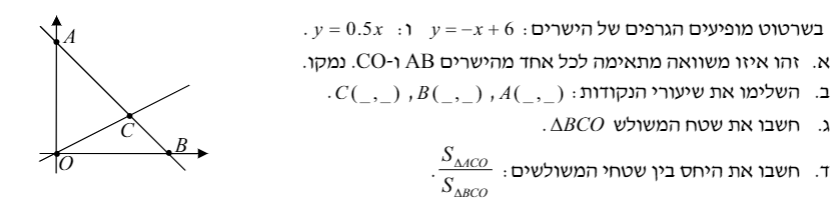 בשרטוט מופיעים הגרפים של הישרים: y = −x + 6 ו: y = 0.5x .
א. זהו איזו משוואה מתאימה לכל אחד מהישרים AB ו-CO. נמקו.
ב. השלימו את שיעורי הנקודות: A(_,_) , B(_,_) , C(_,_) .
ג. חשבו את שטח המשולש ΔBCO .
ד. חשבו את היחס בין שטחי המשולשים: S_ΔACO / S_ΔBCO .
A
C
B
O